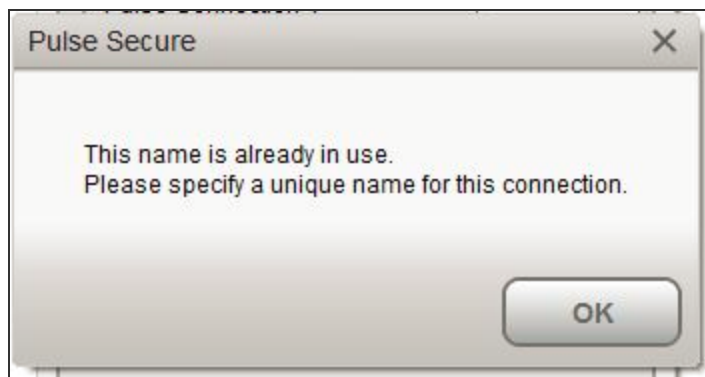 Pulse Secure
This name is already in use.
Please specify a unique name for this connection.
OK